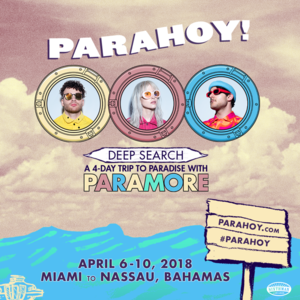 PARAHOY!
DEEP SEARCH
A 4-DAY TRIP TO PARADISE WITH
PARAMORE
PARAHOY.COM
#PARAHOY
APRIL 6-10, 2018
MIAMI TO NASSAU, BAHAMAS